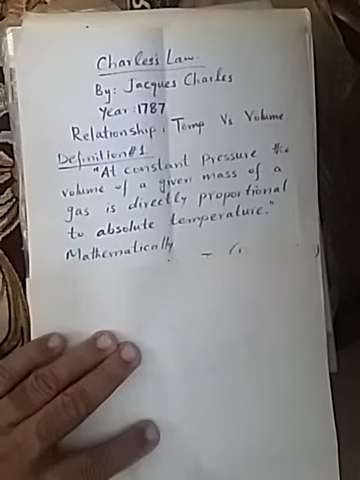 Charles's Law.
By: Jacques Charles
Year: 1787
Relationship: Temp Vs Volume
Definition #1
"At constant pressure the
volume of a given mass of a
gas is directly proportional
to absolute temperature."
Mathematically